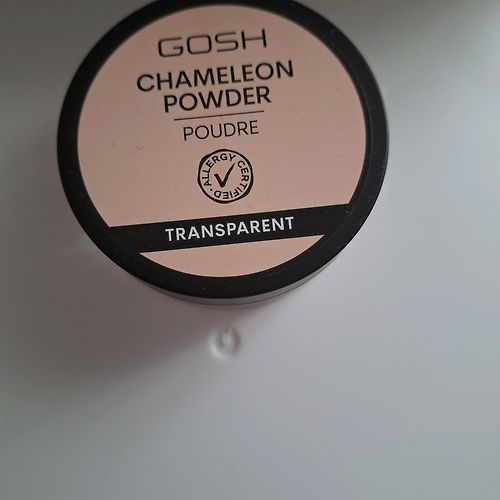 GOSH
CHAMELEON
POWDER
POUDRE
ALLERGY CERTIFIED
TRANSPARENT